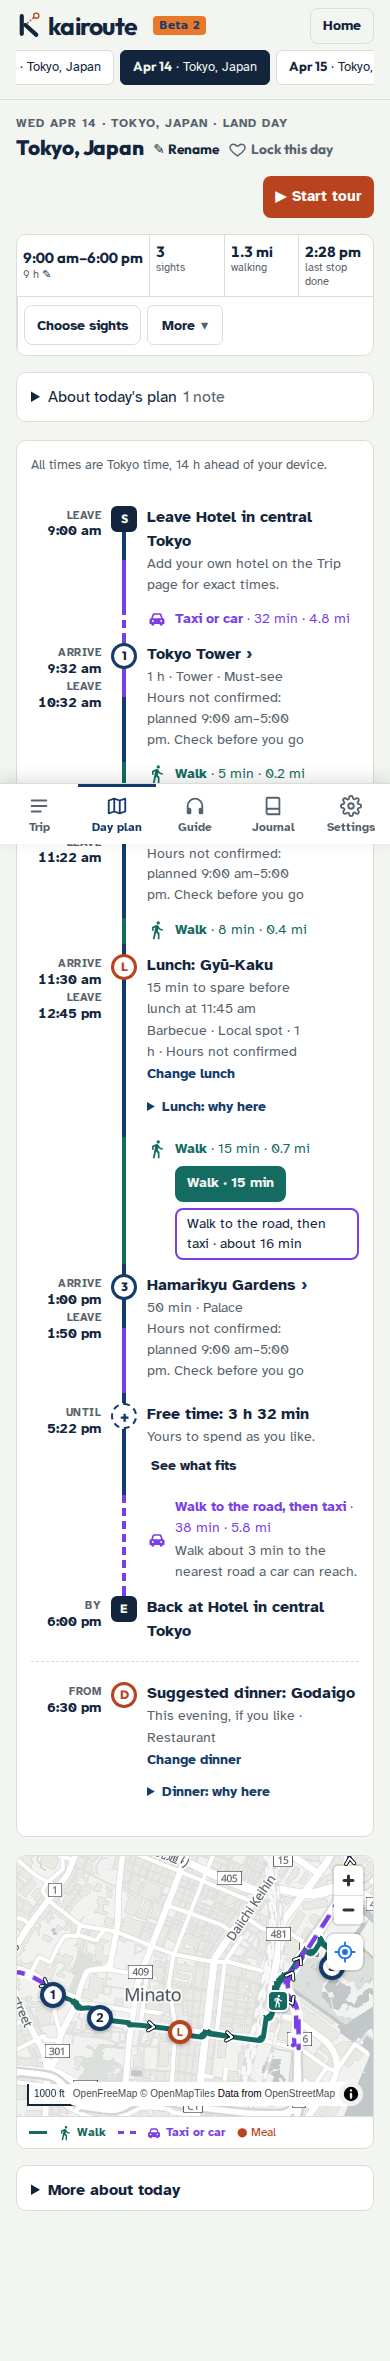 kairoute Beta 2 Home
· Tokyo, Japan Apr 14 · Tokyo, Japan Apr 15 · Tokyo,
WED APR 14 · TOKYO, JAPAN · LAND DAY
Tokyo, Japan ✎ Rename Lock this day
▶ Start tour
9:00 am–6:00 pm
9 h ✎
3
sights
1.3 mi
walking
2:28 pm
last stop
done
Choose sights More ▼
▶ About today's plan 1 note
All times are Tokyo time, 14 h ahead of your device.
LEAVE
9:00 am
S
Leave Hotel in central
Tokyo
Add your own hotel on the Trip
page for exact times.
Taxi or car · 32 min · 4.8 mi
ARRIVE
9:32 am
LEAVE
10:32 am
1
Tokyo Tower ›
1 h · Tower · Must-see
Hours not confirmed:
planned 9:00 am–5:00
pm. Check before you go
Walk · 5 min · 0.2 mi
Trip Day plan Guide Journal Settings
11:22 am
Hours not confirmed:
planned 9:00 am–5:00
pm. Check before you go
Walk · 8 min · 0.4 mi
ARRIVE
11:30 am
LEAVE
12:45 pm
L
Lunch: Gyū-Kaku
15 min to spare before
lunch at 11:45 am
Barbecue · Local spot · 1
h · Hours not confirmed
Change lunch
▶ Lunch: why here
Walk · 15 min · 0.7 mi
Walk · 15 min
Walk to the road, then
taxi · about 16 min
ARRIVE
1:00 pm
LEAVE
1:50 pm
3
Hamarikyu Gardens ›
50 min · Palace
Hours not confirmed:
planned 9:00 am–5:00
pm. Check before you go
UNTIL
5:22 pm
+
Free time: 3 h 32 min
Yours to spend as you like.
See what fits
Walk to the road, then taxi ·
38 min · 5.8 mi
Walk about 3 min to the
nearest road a car can reach.
BY
6:00 pm
E
Back at Hotel in central
Tokyo
FROM
6:30 pm
D
Suggested dinner: Godaigo
This evening, if you like ·
Restaurant
Change dinner
▶ Dinner: why here
15
405
1
Daiichi Keihin
481
409
Minato
1
2
L
301
+
−
1000 ft OpenFreeMap © OpenMapTiles Data from OpenStreetMap
Walk Taxi or car Meal
▶ More about today